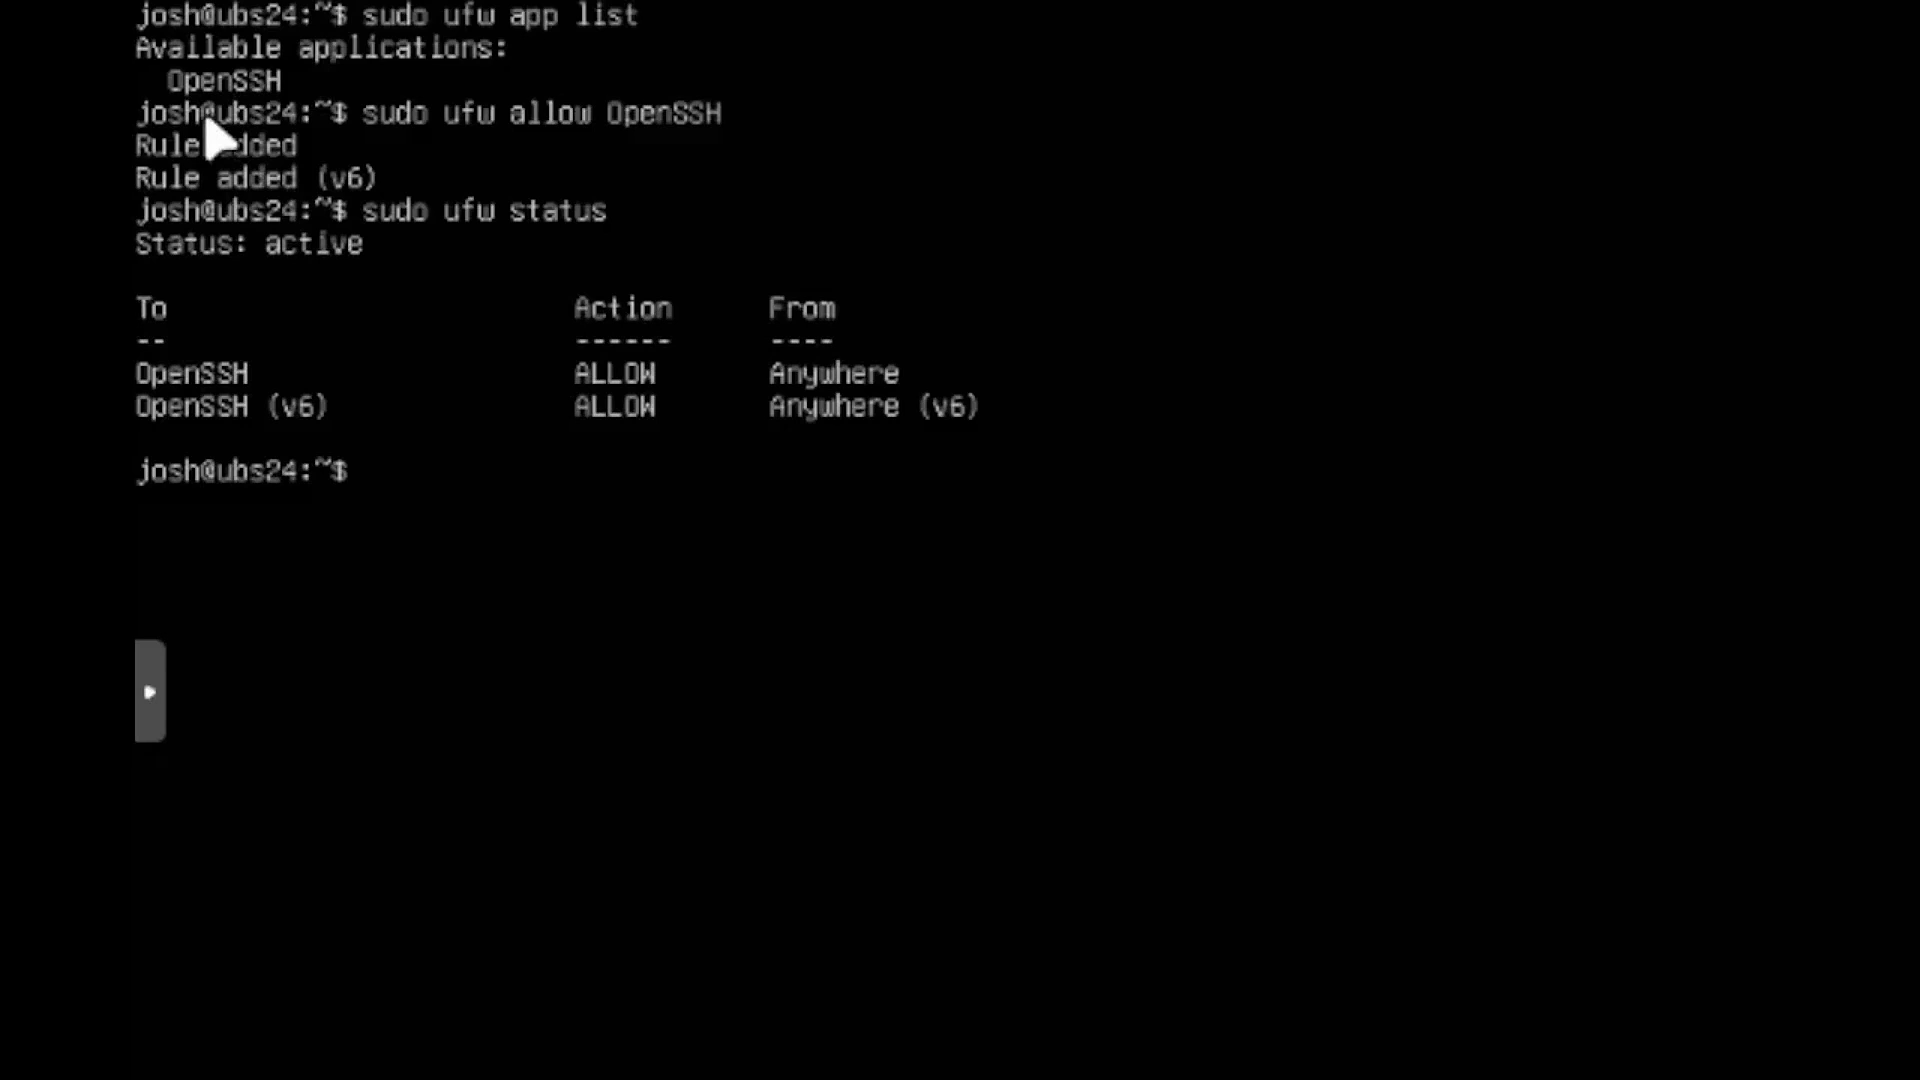 josh@ubs24:~$ sudo ufw app list
Available applications:
  OpenSSH
josh@ubs24:~$ sudo ufw allow OpenSSH
Rule added
Rule added (v6)
josh@ubs24:~$ sudo ufw status
Status: active
To                         Action      From
--                         ------      ----
OpenSSH                    ALLOW       Anywhere
OpenSSH (v6)               ALLOW       Anywhere (v6)
josh@ubs24:~$